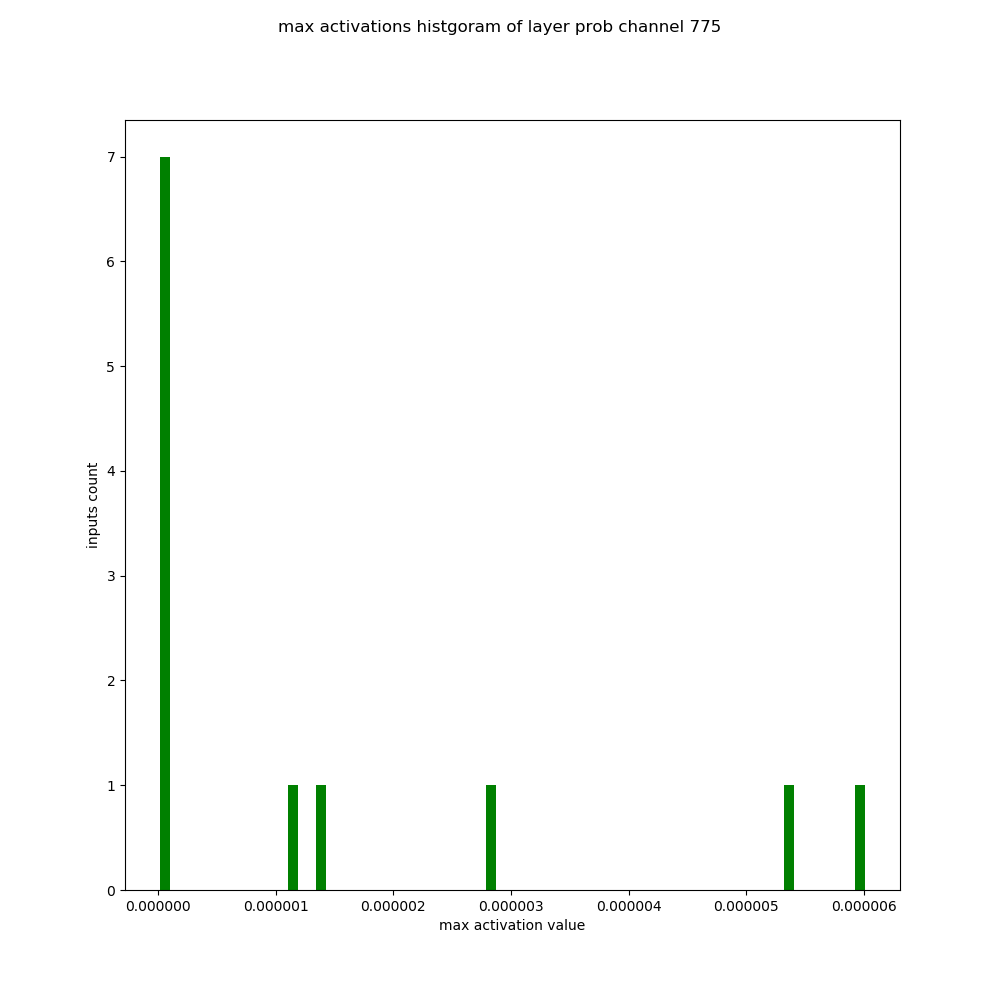 max activations histgoram of layer prob channel 775
7
6
5
4
3
2
1
0
inputs count
0.000000 0.000001 0.000002 0.000003 0.000004 0.000005 0.000006
max activation value